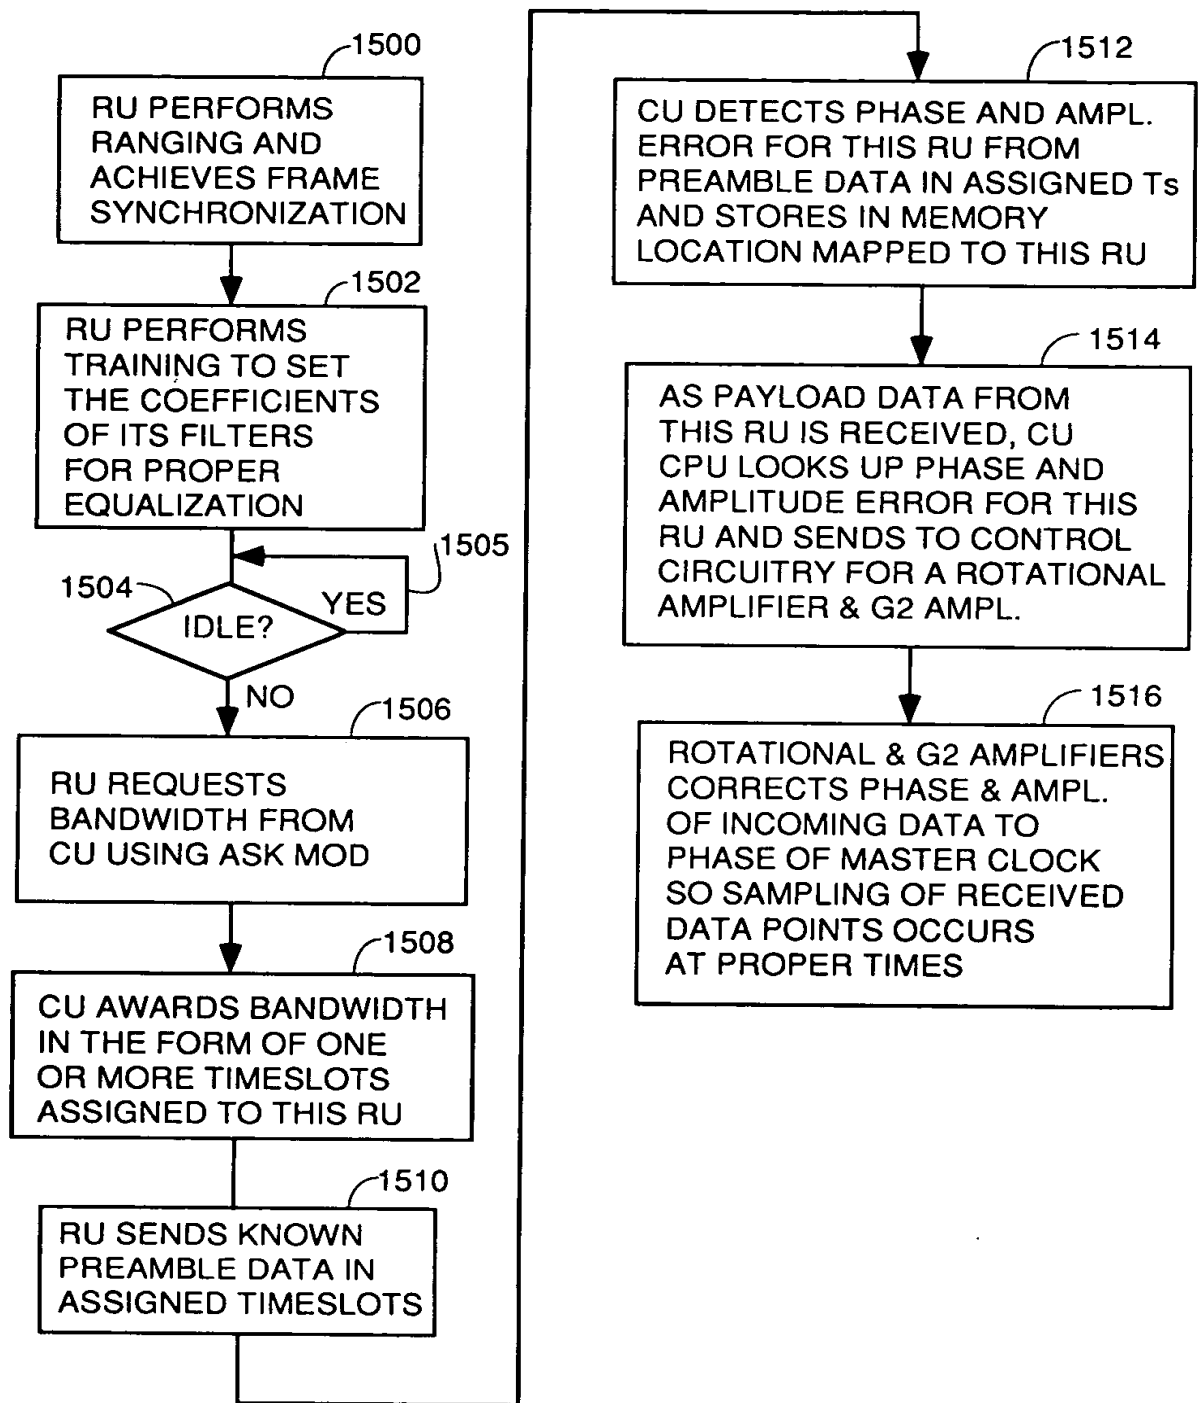 1500
RU PERFORMS
RANGING AND
ACHIEVES FRAME
SYNCHRONIZATION
1502
RU PERFORMS
TRAINING TO SET
THE COEFFICIENTS
OF ITS FILTERS
FOR PROPER
EQUALIZATION
1505
1504
IDLE?
YES
NO
1506
RU REQUESTS
BANDWIDTH FROM
CU USING ASK MOD
1508
CU AWARDS BANDWIDTH
IN THE FORM OF ONE
OR MORE TIMESLOTS
ASSIGNED TO THIS RU
1510
RU SENDS KNOWN
PREAMBLE DATA IN
ASSIGNED TIMESLOTS
1512
CU DETECTS PHASE AND AMPL.
ERROR FOR THIS RU FROM
PREAMBLE DATA IN ASSIGNED Ts
AND STORES IN MEMORY
LOCATION MAPPED TO THIS RU
1514
AS PAYLOAD DATA FROM
THIS RU IS RECEIVED, CU
CPU LOOKS UP PHASE AND
AMPLITUDE ERROR FOR THIS
RU AND SENDS TO CONTROL
CIRCUITRY FOR A ROTATIONAL
AMPLIFIER & G2 AMPL.
1516
ROTATIONAL & G2 AMPLIFIERS
CORRECTS PHASE & AMPL.
OF INCOMING DATA TO
PHASE OF MASTER CLOCK
SO SAMPLING OF RECEIVED
DATA POINTS OCCURS
AT PROPER TIMES